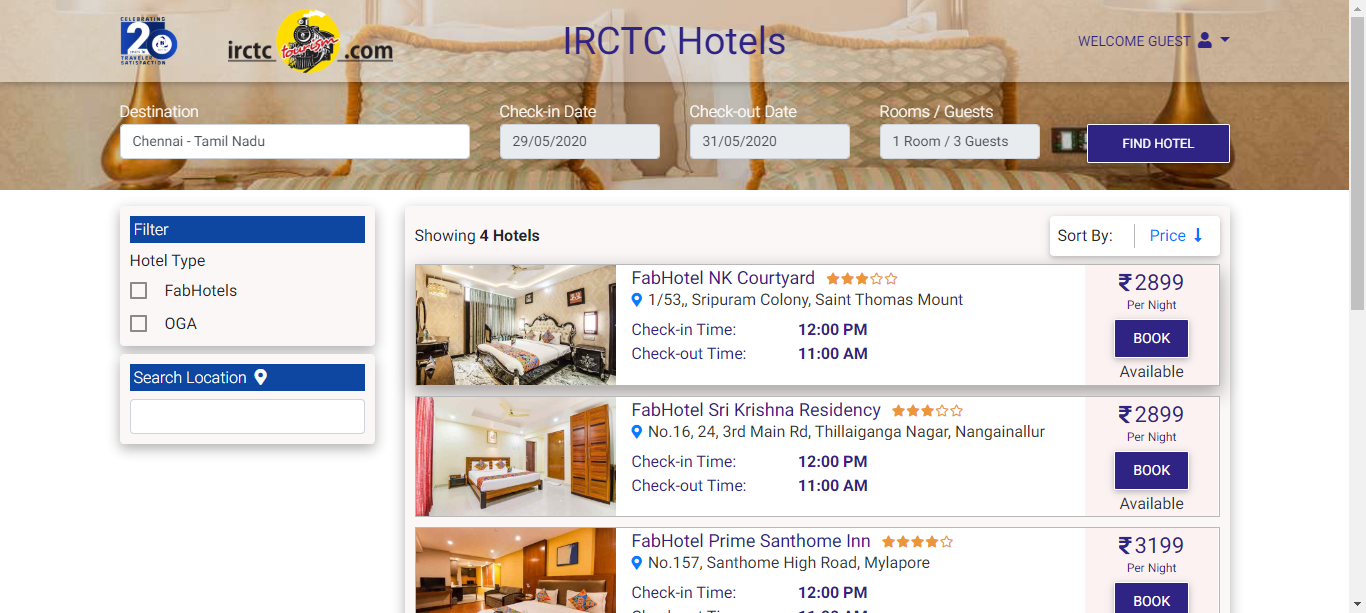 CELEBRATING
20
TRAVELER
SATISFACTION
irctc tourism .com
IRCTC Hotels
WELCOME GUEST
Destination
Check-in Date
Check-out Date
Rooms / Guests
Chennai - Tamil Nadu
29/05/2020
31/05/2020
1 Room / 3 Guests
FIND HOTEL
Filter
Hotel Type
FabHotels
OGA
Search Location
Showing 4 Hotels
Sort By:
Price
FabHotel NK Courtyard
1/53,, Sripuram Colony, Saint Thomas Mount
Check-in Time: 12:00 PM
Check-out Time: 11:00 AM
₹2899
Per Night
BOOK
Available
FabHotel Sri Krishna Residency
No.16, 24, 3rd Main Rd, Thillaiganga Nagar, Nangainallur
Check-in Time: 12:00 PM
Check-out Time: 11:00 AM
₹2899
Per Night
BOOK
Available
FabHotel Prime Santhome Inn
No.157, Santhome High Road, Mylapore
Check-in Time: 12:00 PM
₹3199
Per Night
BOOK